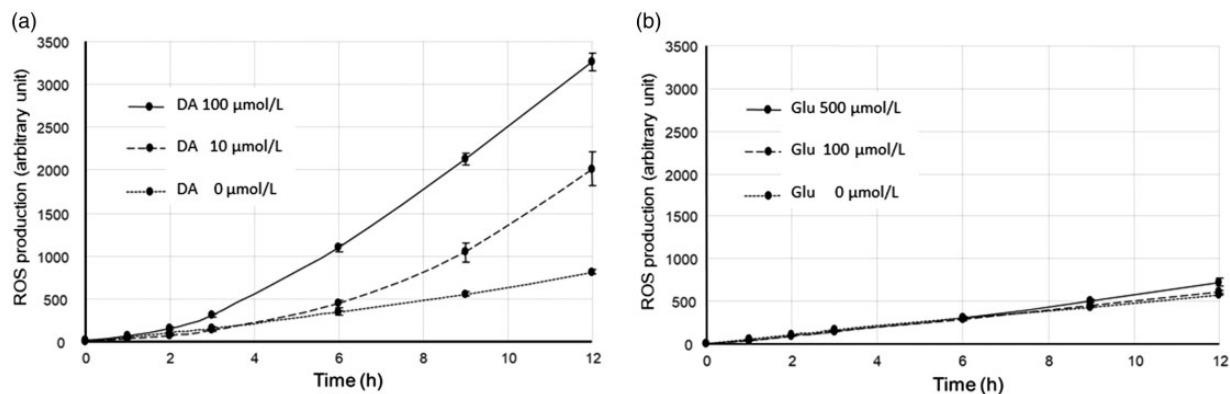 (a)
ROS production (arbitrary unit)
3500
3000
2500
2000
1500
1000
500
0
DA 100 μmol/L
DA 10 μmol/L
DA 0 μmol/L
0 2 4 6 8 10 12
Time (h)
(b)
ROS production (arbitrary unit)
3500
3000
2500
2000
1500
1000
500
0
Glu 500 μmol/L
Glu 100 μmol/L
Glu 0 μmol/L
0 2 4 6 8 10 12
Time (h)